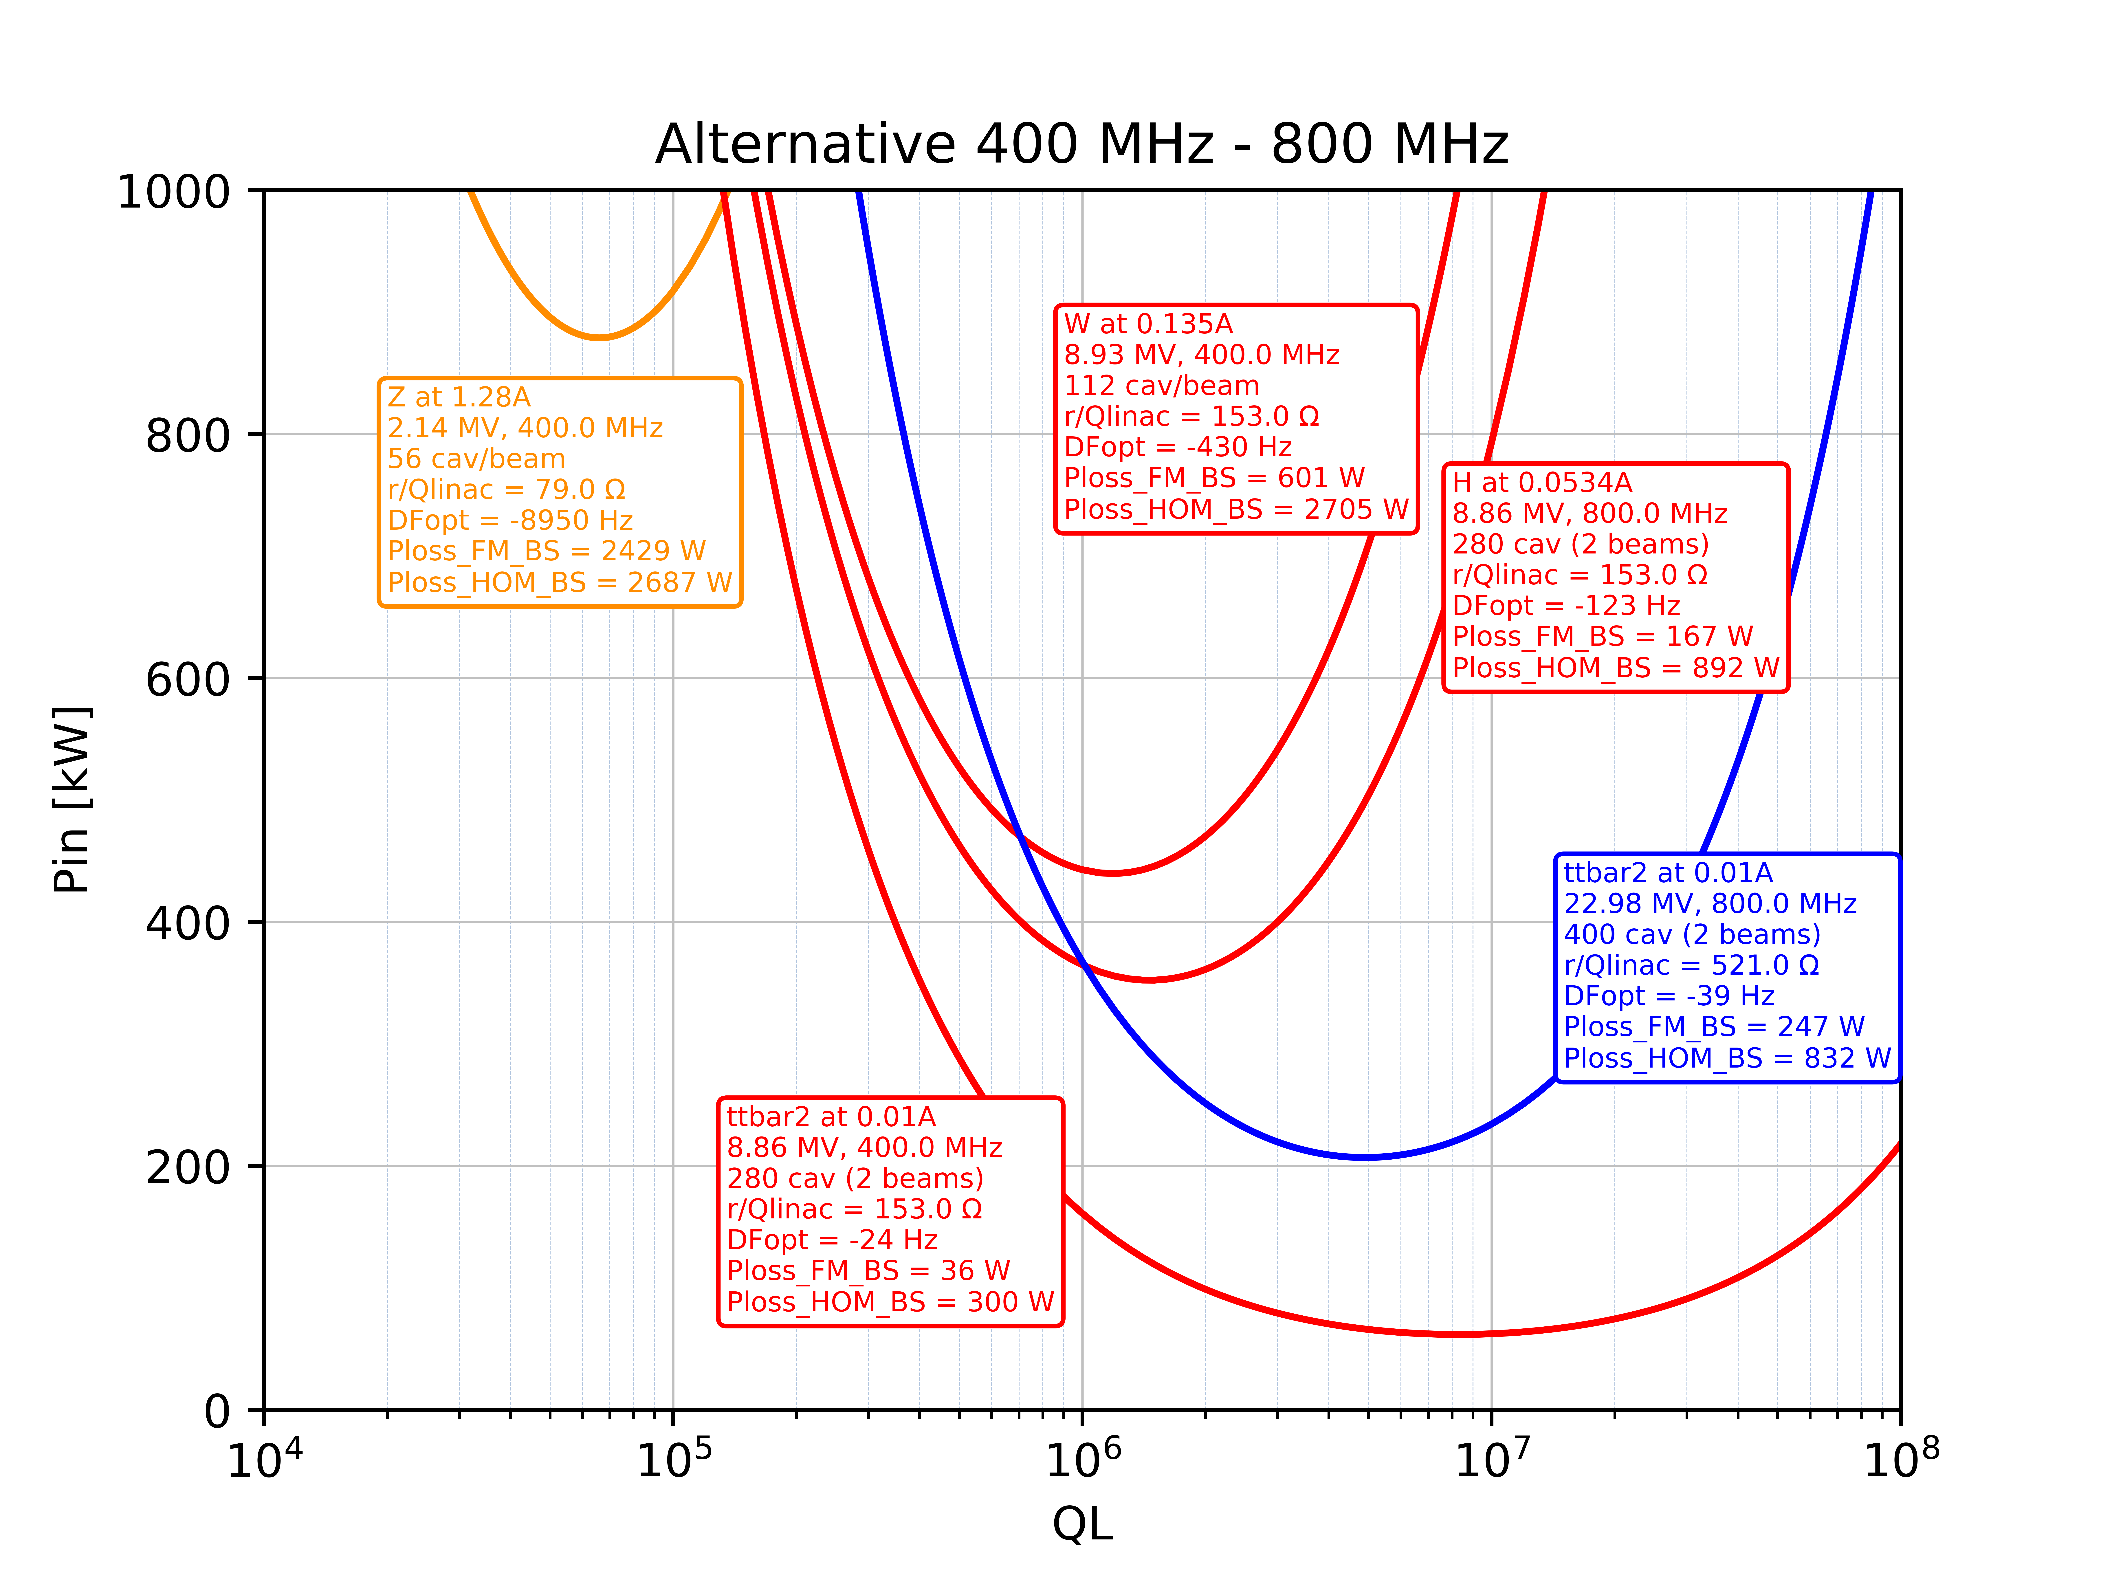 Alternative 400 MHz - 800 MHz
1000
800
600
400
200
0
Pin [kW]
Z at 1.28A
2.14 MV, 400.0 MHz
56 cav/beam
r/Qlinac = 79.0 Ω
DFopt = -8950 Hz
Ploss_FM_BS = 2429 W
Ploss_HOM_BS = 2687 W
W at 0.135A
8.93 MV, 400.0 MHz
112 cav/beam
r/Qlinac = 153.0 Ω
DFopt = -430 Hz
Ploss_FM_BS = 601 W
Ploss_HOM_BS = 2705 W
H at 0.0534A
8.86 MV, 800.0 MHz
280 cav (2 beams)
r/Qlinac = 153.0 Ω
DFopt = -123 Hz
Ploss_FM_BS = 167 W
Ploss_HOM_BS = 892 W
ttbar2 at 0.01A
22.98 MV, 800.0 MHz
400 cav (2 beams)
r/Qlinac = 521.0 Ω
DFopt = -39 Hz
Ploss_FM_BS = 247 W
Ploss_HOM_BS = 832 W
ttbar2 at 0.01A
8.86 MV, 400.0 MHz
280 cav (2 beams)
r/Qlinac = 153.0 Ω
DFopt = -24 Hz
Ploss_FM_BS = 36 W
Ploss_HOM_BS = 300 W
10⁴ 10⁵ 10⁶ 10⁷ 10⁸
QL